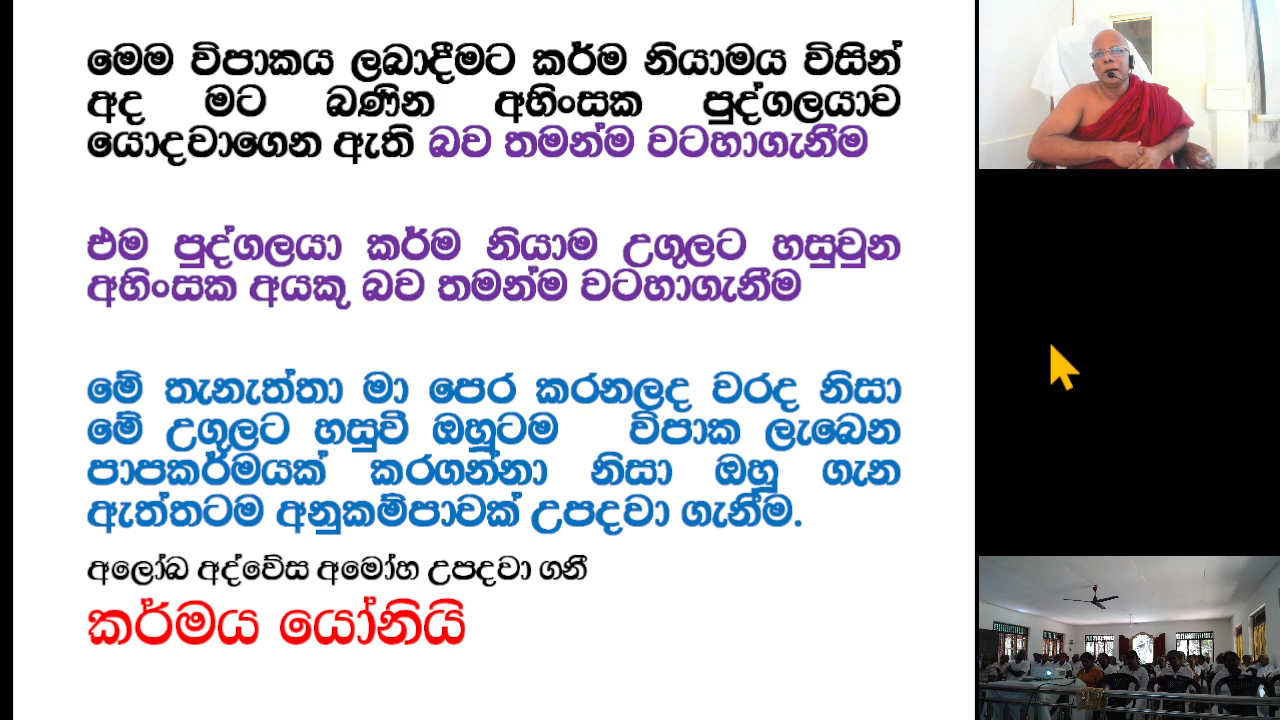 මෙම විපාකය ලබාදීමට කර්ම නියාමය විසින්
අද මට බණින අහිංසක පුද්ගලයාව
යොදවාගෙන ඇති බව තමන්ම වටහාගැනීම
එම පුද්ගලයා කර්ම නියාම උගුලට හසුවුන
අහිංසක අයකු බව තමන්ම වටහාගැනීම
මේ තැනැත්තා මා පෙර කරනලද වරද නිසා
මේ උගුලට හසුවී ඔහුටම විපාක ලැබෙන
පාපකර්මයක් කරගන්නා නිසා ඔහු ගැන
ඇත්තටම අනුකම්පාවක් උපදවා ගැනීම.
අලෝබ අද්වේස අමෝහ උපදවා ගනී
කර්මය යෝනියි